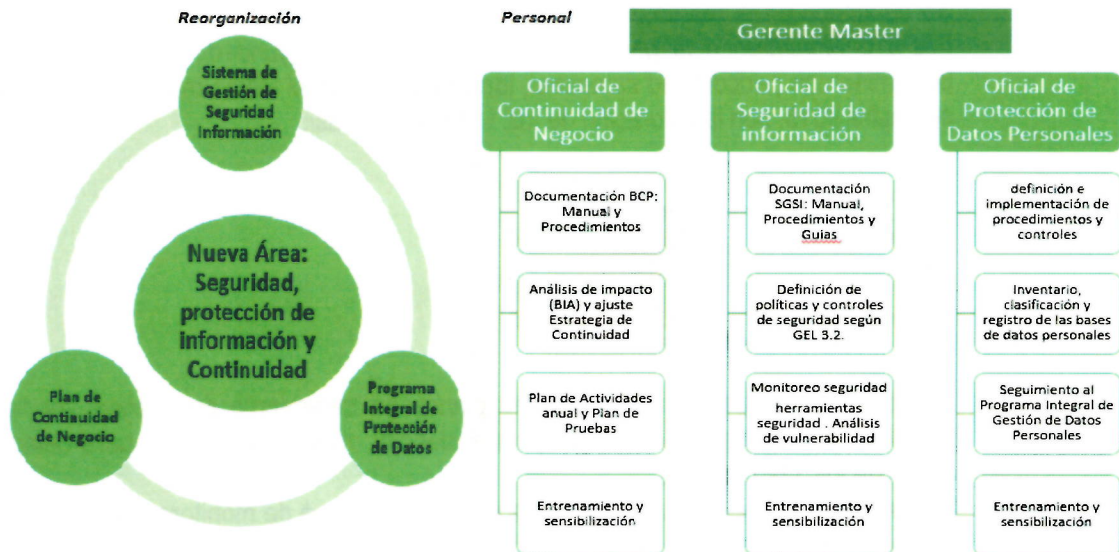 Reorganización
Sistema de
Gestión de
Seguridad
Información
Nueva Área:
Seguridad,
protección de
información y
Continuidad
Plan de
Continuidad
de Negocio
Programa
Integral de
Protección
de Datos
Personal
Gerente Master
Oficial de
Continuidad de
Negocio
Documentación BCP:
Manual y
Procedimientos
Análisis de impacto
(BIA) y ajuste
Estrategia de
Continuidad
Plan de Actividades
anual y Plan de
Pruebas
Entrenamiento y
sensibilización
Oficial de
Seguridad de
información
Documentación
SGSI: Manual,
Procedimientos y
Guias
Definición de
políticas y controles
de seguridad según
GEL 3.2.
Monitoreo seguridad
herramientas
seguridad . Análisis
de vulnerabilidad
Entrenamiento y
sensibilización
Oficial de
Protección de
Datos Personales
definición e
implementación de
procedimientos y
controles
Inventario,
clasificación y
registro de las bases
de datos personales
Seguimiento al
Programa Integral de
Gestión de Datos
Personales
Entrenamiento y
sensibilización